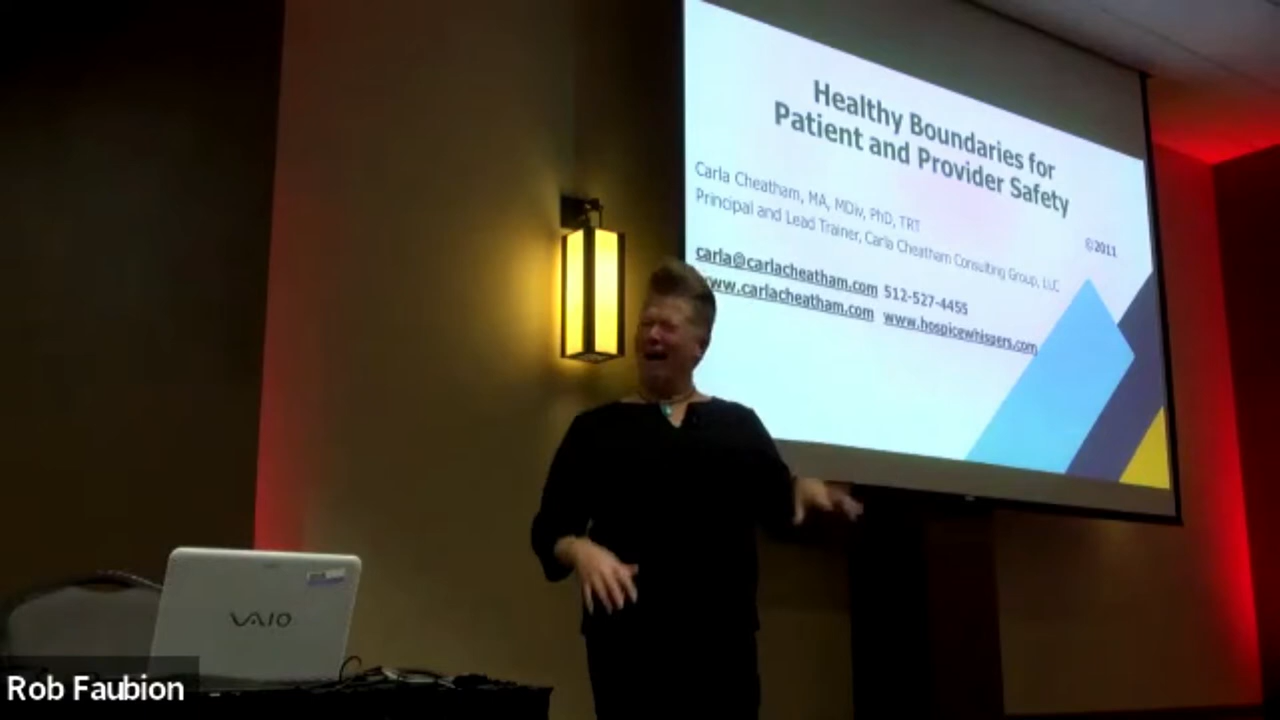 Healthy Boundaries for
Patient and Provider Safety
Carla Cheatham, MA, MDiv, PhD, TRT
Principal and Lead Trainer, Carla Cheatham Consulting Group, LLC
©2011
carla@carlacheatham.com 512-527-4455
www.carlacheatham.com www.hospicewhispers.com
VAIO
Rob Faubion